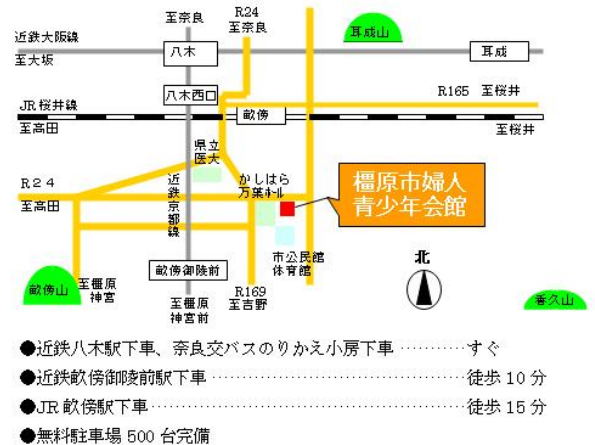 至奈良
R24
至奈良
耳成山
近鉄大阪線
至大坂
八木
耳成
八木西口
R165 至桜井
JR桜井線
至高田
畝傍
至桜井
県立
医大
かしはら
万葉ホール
橿原市婦人
青少年会館
R24
至高田
近鉄京都線
市公民館
体育館
北
畝傍山
至橿原
神宮
畝傍御陵前
至橿原
神宮前
R169
至吉野
香久山
●近鉄八木駅下車、奈良交バスのりかえ小房下車………すぐ
●近鉄畝傍御陵前駅下車…………………………徒歩10分
●JR畝傍駅下車…………………………………徒歩15分
●無料駐車場500台完備